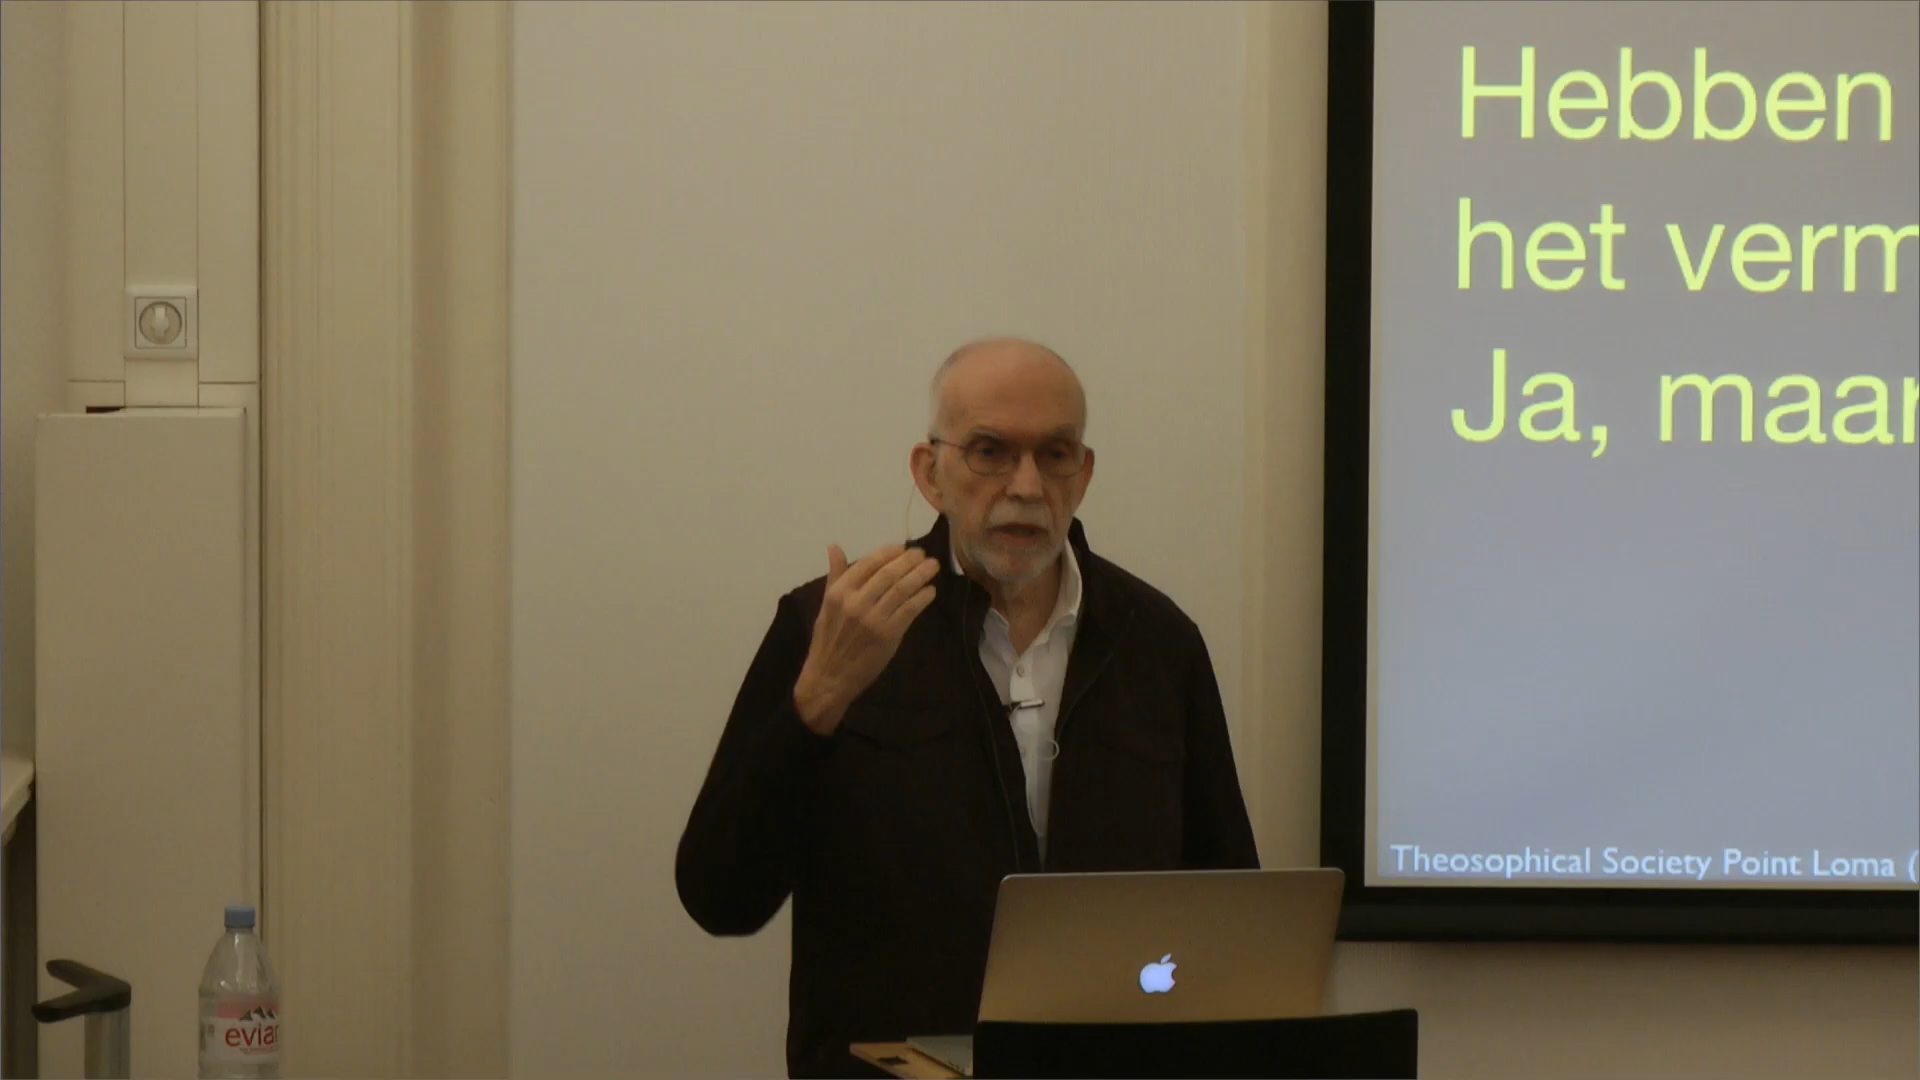 Hebben
het verm
Ja, maar
Theosophical Society Point Loma (
evian